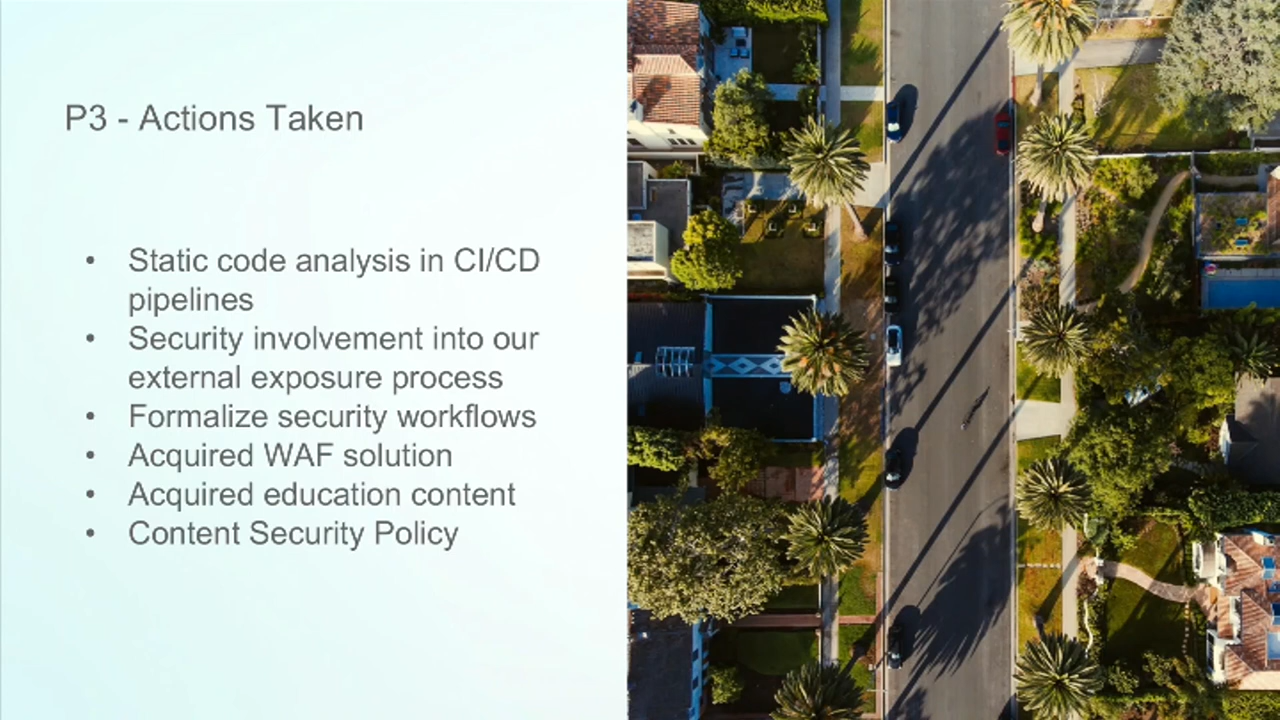 P3 - Actions Taken
• Static code analysis in CI/CD
pipelines
• Security involvement into our
external exposure process
• Formalize security workflows
• Acquired WAF solution
• Acquired education content
• Content Security Policy